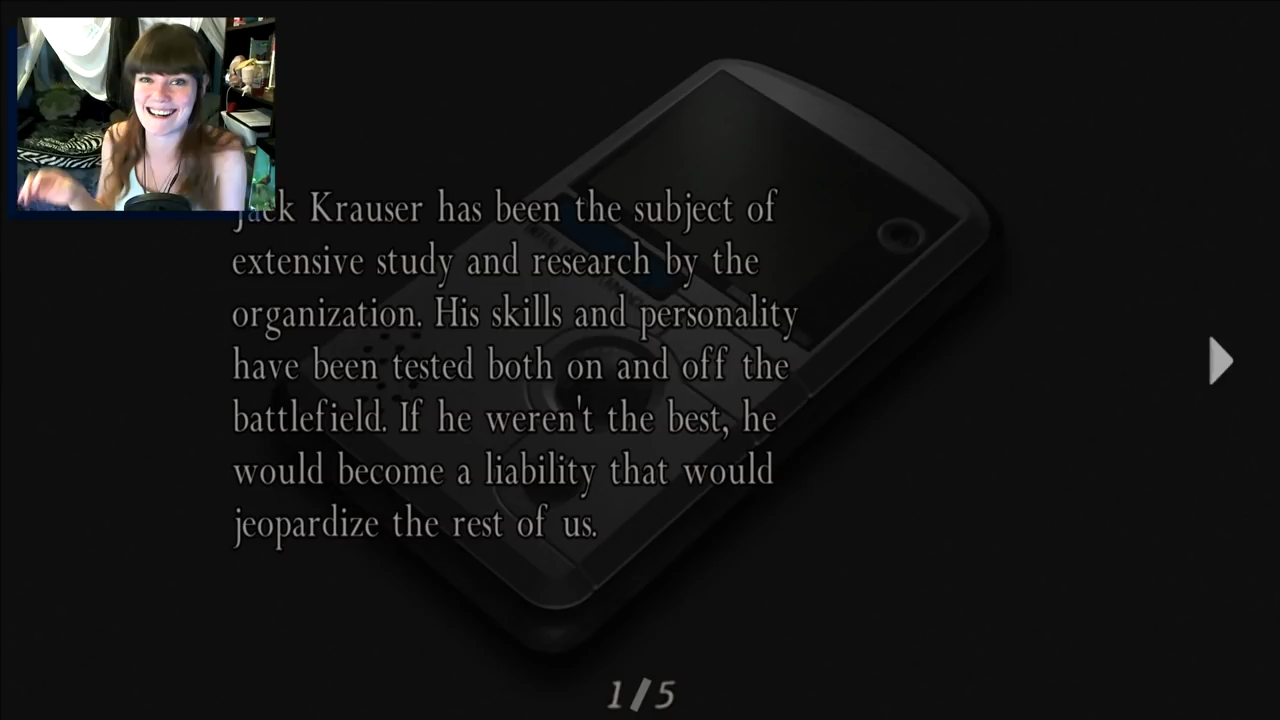 Jack Krauser has been the subject of
extensive study and research by the
organization. His skills and personality
have been tested both on and off the
battlefield. If he weren't the best, he
would become a liability that would
jeopardize the rest of us.
1/5